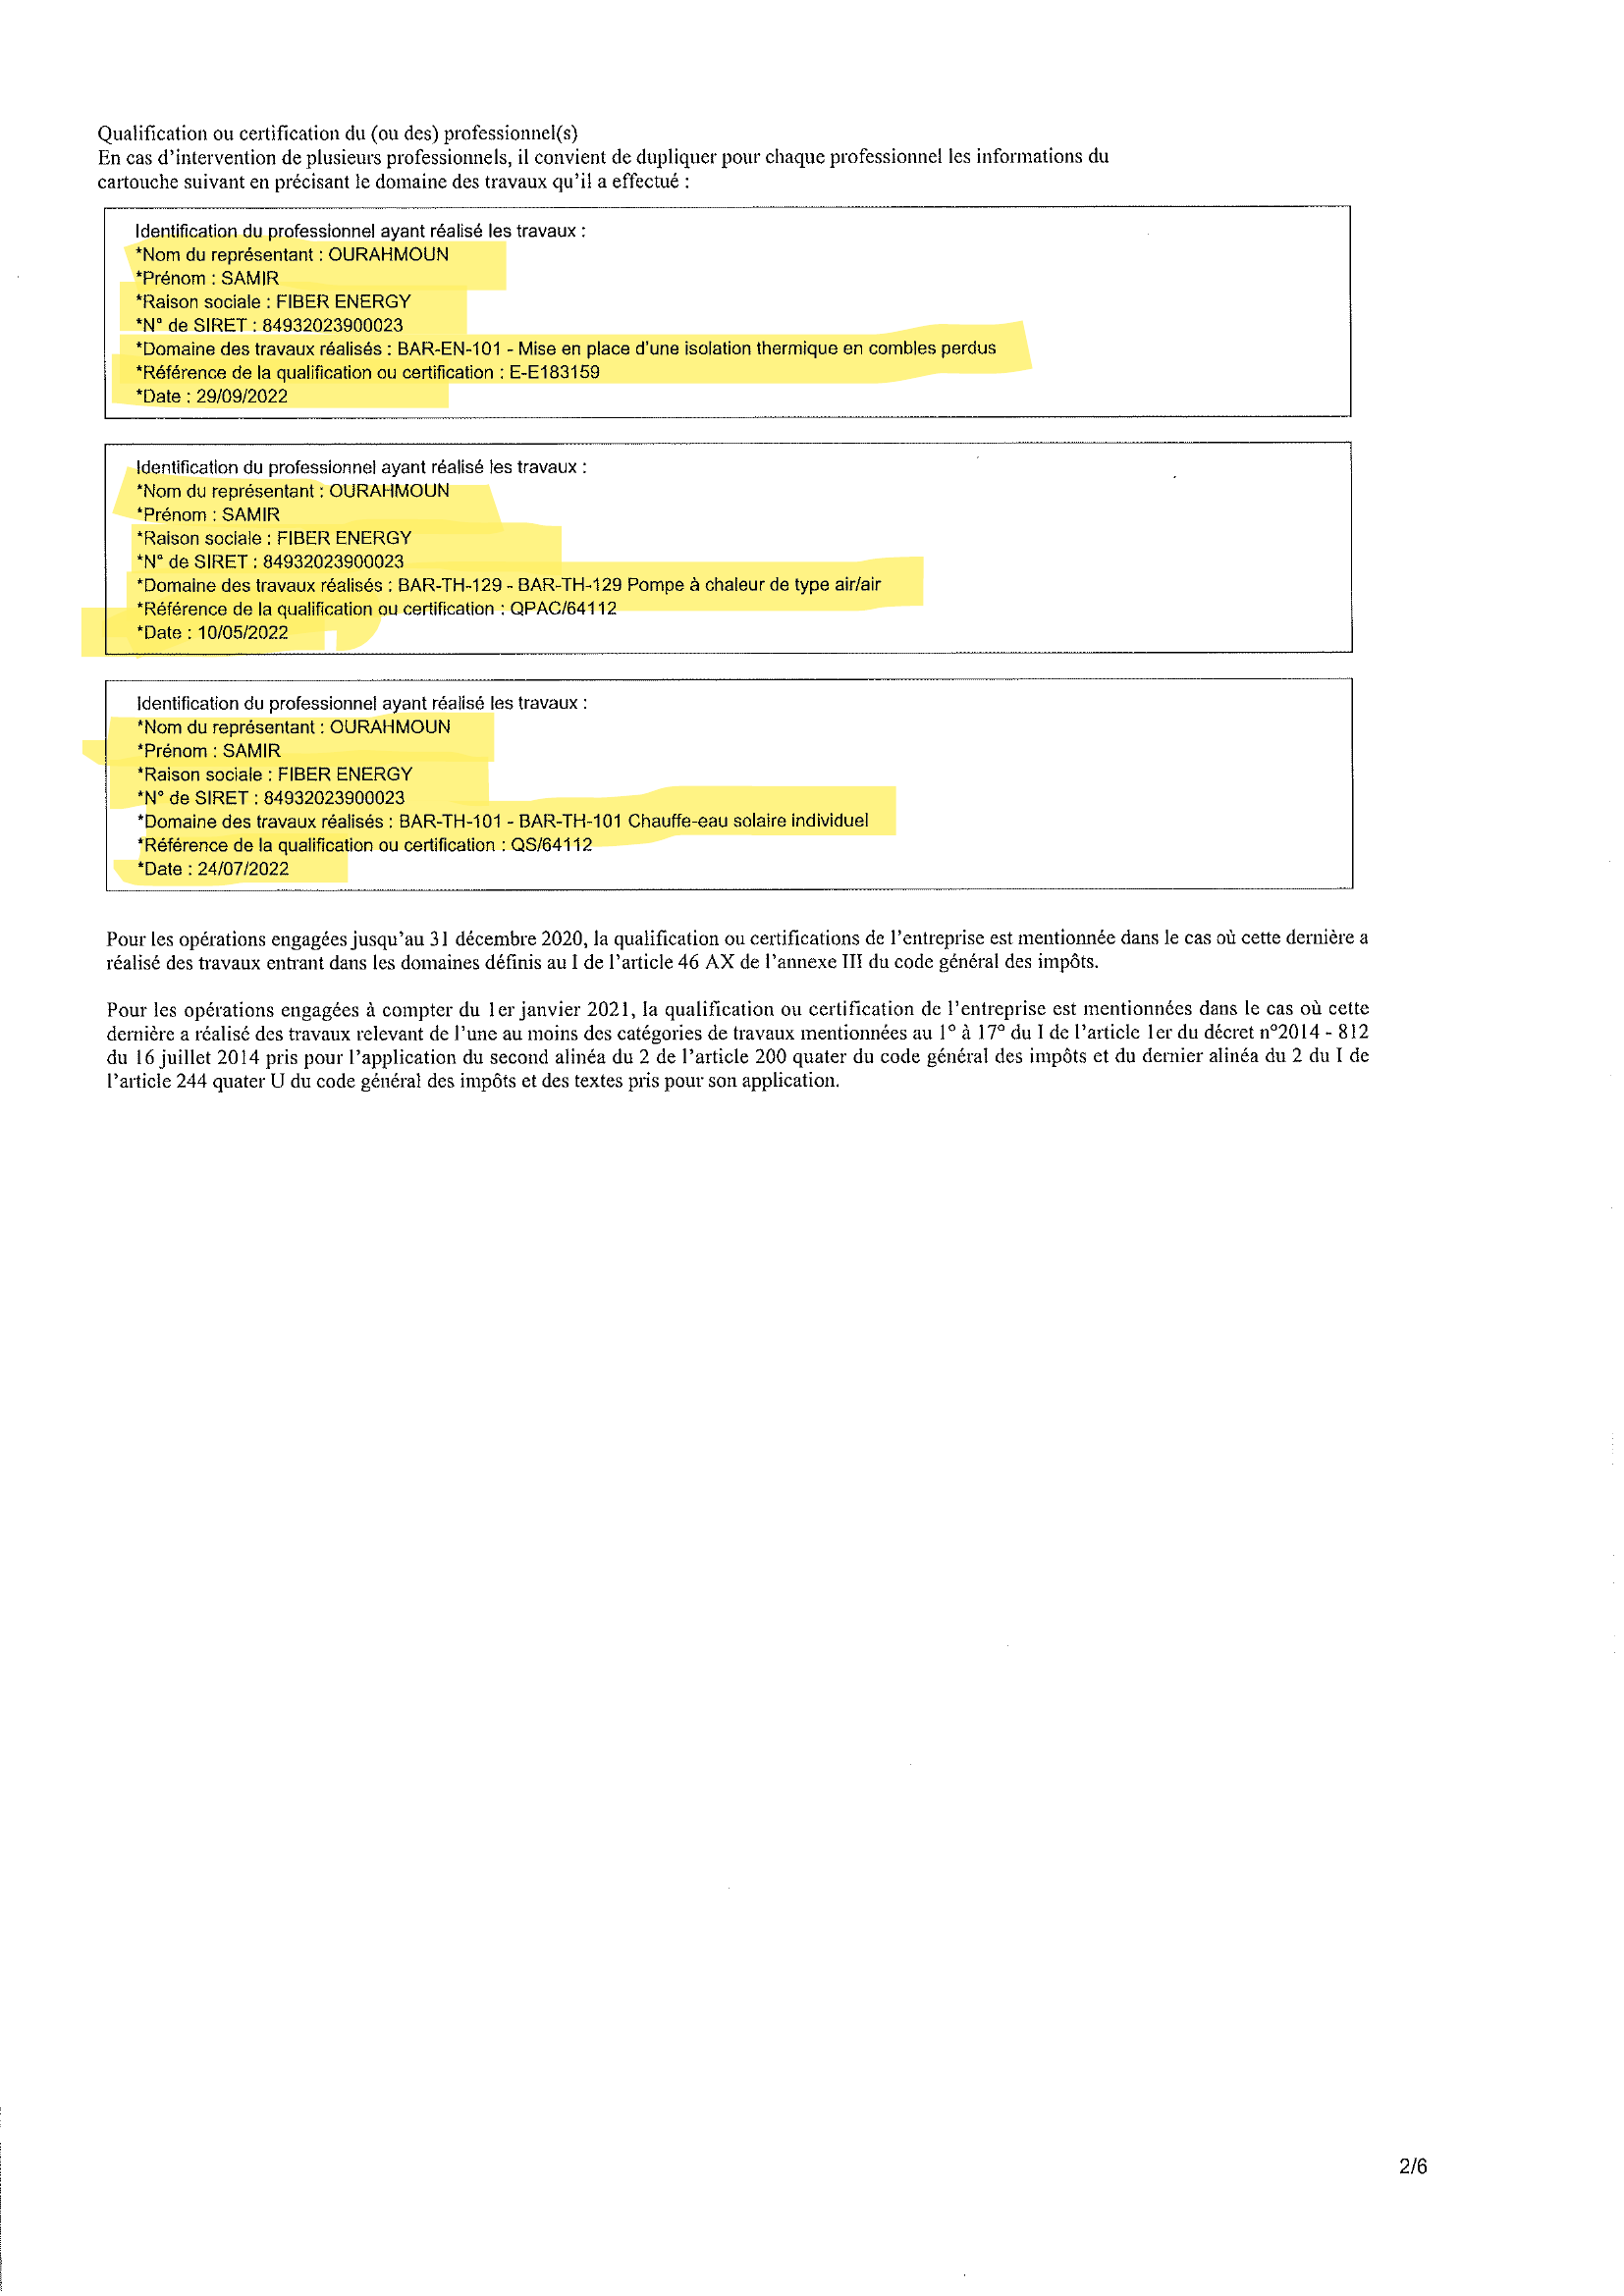 Qualification ou certification du (ou des) professionnel(s)
En cas d'intervention de plusieurs professionnels, il convient de dupliquer pour chaque professionnel les informations du
cartouche suivant en précisant le domaine des travaux qu'il a effectué :
Identification du professionnel ayant réalisé les travaux :
*Nom du représentant : OURAHMOUN
*Prénom : SAMIR
*Raison sociale : FIBER ENERGY
*N° de SIRET : 84932023900023
*Domaine des travaux réalisés : BAR-EN-101 - Mise en place d'une isolation thermique en combles perdus
*Référence de la qualification ou certification : E-E183159
*Date : 29/09/2022
Identification du professionnel ayant réalisé les travaux :
*Nom du représentant : OURAHMOUN
*Prénom : SAMIR
*Raison sociale : FIBER ENERGY
*N° de SIRET : 84932023900023
*Domaine des travaux réalisés : BAR-TH-129 - BAR-TH-129 Pompe à chaleur de type air/air
*Référence de la qualification ou certification : QPAC/64112
*Date : 10/05/2022
Identification du professionnel ayant réalisé les travaux :
*Nom du représentant : OURAHMOUN
*Prénom : SAMIR
*Raison sociale : FIBER ENERGY
*N° de SIRET : 84932023900023
*Domaine des travaux réalisés : BAR-TH-101 - BAR-TH-101 Chauffe-eau solaire individuel
*Référence de la qualification ou certification : QS/64112
*Date : 24/07/2022
Pour les opérations engagées jusqu'au 31 décembre 2020, la qualification ou certifications de l'entreprise est mentionnée dans le cas où cette dernière a
réalisé des travaux entrant dans les domaines définis au I de l'article 46 AX de l'annexe III du code général des impôts.
Pour les opérations engagées à compter du 1er janvier 2021, la qualification ou certification de l'entreprise est mentionnées dans le cas où cette
dernière a réalisé des travaux relevant de l'une au moins des catégories de travaux mentionnées au 1° à 17° du I de l'article 1er du décret n°2014 - 812
du 16 juillet 2014 pris pour l'application du second alinéa du 2 de l'article 200 quater du code général des impôts et du dernier alinéa du 2 du I de
l'article 244 quater U du code général des impôts et des textes pris pour son application.
2/6